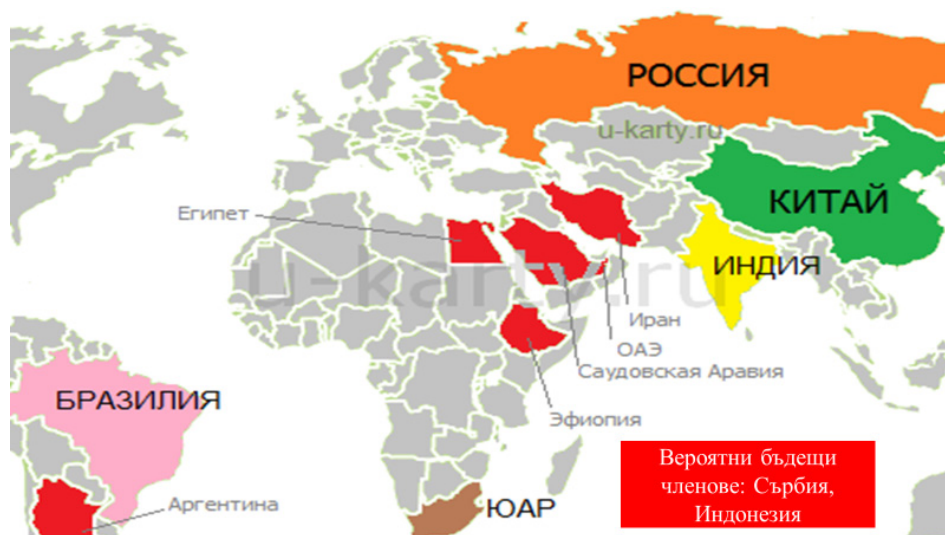 РОССИЯ
u-karty.ru
КИТАЙ
Египет
u-karty.ru
ИНДИЯ
Иран
ОАЭ
Саудовская Аравия
БРАЗИЛИЯ
Эфиопия
Вероятни бъдещи
членове: Сърбия,
Индонезия
Аргентина
ЮАР